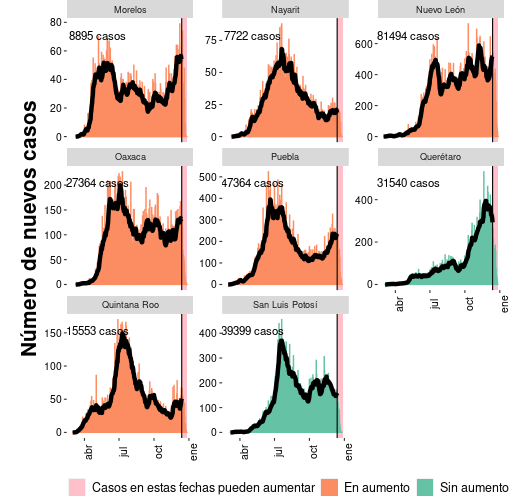 Número de nuevos casos
Morelos
Nayarit
Nuevo León
80
60
40
20
0
8895 casos
75
50
25
0
7722 casos
600
400
200
0
81494 casos
Oaxaca
Puebla
Querétaro
200
150
100
50
0
27364 casos
500
400
300
200
100
0
47364 casos
400
200
0
31540 casos
abr
jul
oct
ene
Quintana Roo
San Luis Potosí
150
100
50
0
15553 casos
400
300
200
100
0
39399 casos
abr
jul
oct
ene
abr
jul
oct
ene
Casos en estas fechas pueden aumentar
En aumento
Sin aumento